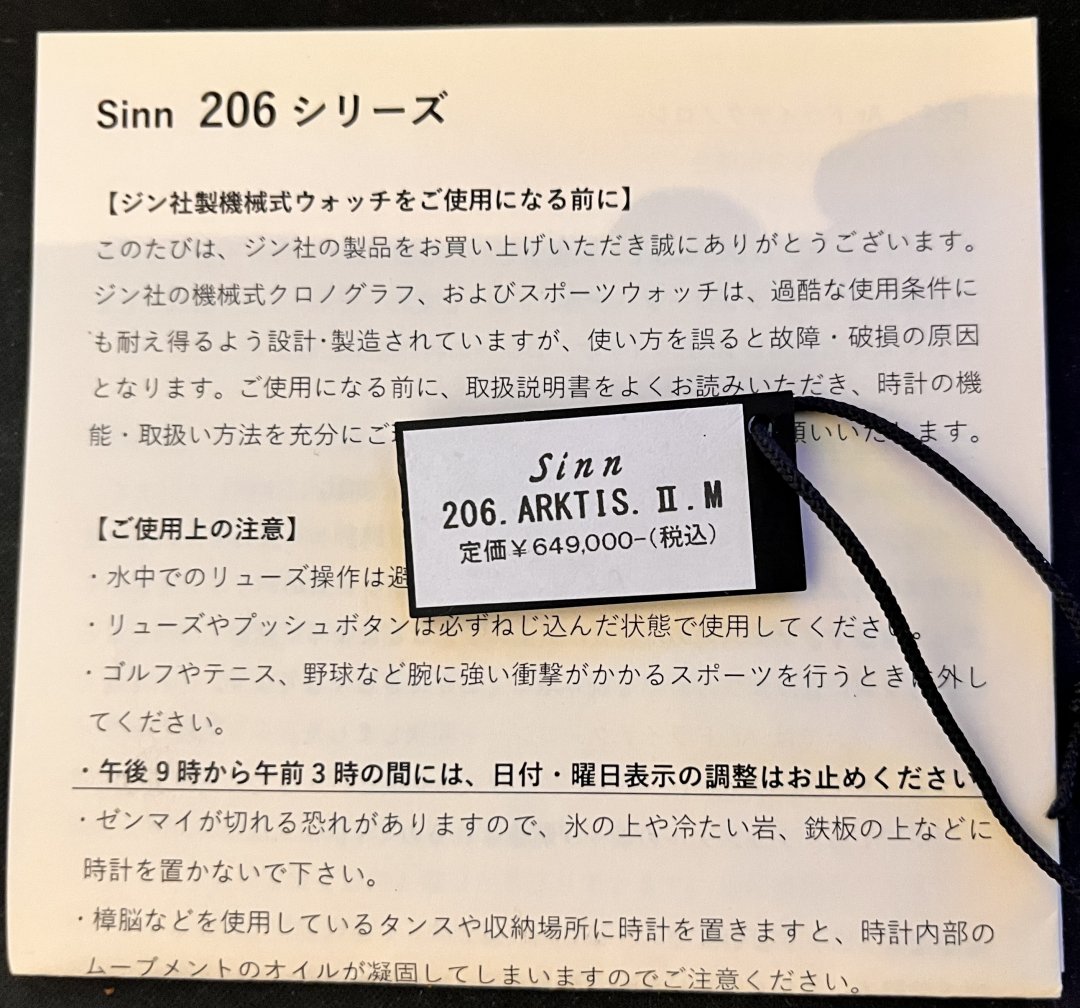 Sinn 206 シリーズ
【ジン社製機械式ウォッチをご使用になる前に】
このたびは、ジン社の製品をお買い上げいただき誠にありがとうございます。
ジン社の機械式クロノグラフ、およびスポーツウォッチは、過酷な使用条件に
も耐え得るよう設計・製造されていますが、使い方を誤ると故障・破損の原因
となります。ご使用になる前に、取扱説明書をよくお読みいただき、時計の機
能・取扱い方法を充分にご
願いいたします。
Sinn
206. ARKTIS. Ⅱ. M
定価¥649,000-(税込)
【ご使用上の注意】
・水中でのリューズ操作は避
・リューズやプッシュボタンは必ずねじ込んだ状態で使用してください。
・ゴルフやテニス、野球など腕に強い衝撃がかかるスポーツを行うときは外し
てください。
・午後9時から午前3時の間には、日付・曜日表示の調整はお止めください
・ゼンマイが切れる恐れがありますので、氷の上や冷たい岩、鉄板の上などに
時計を置かないで下さい。
・樟脳などを使用しているタンスや収納場所に時計を置きますと、時計内部の
ムーブメントのオイルが凝固してしまいますのでご注意ください。